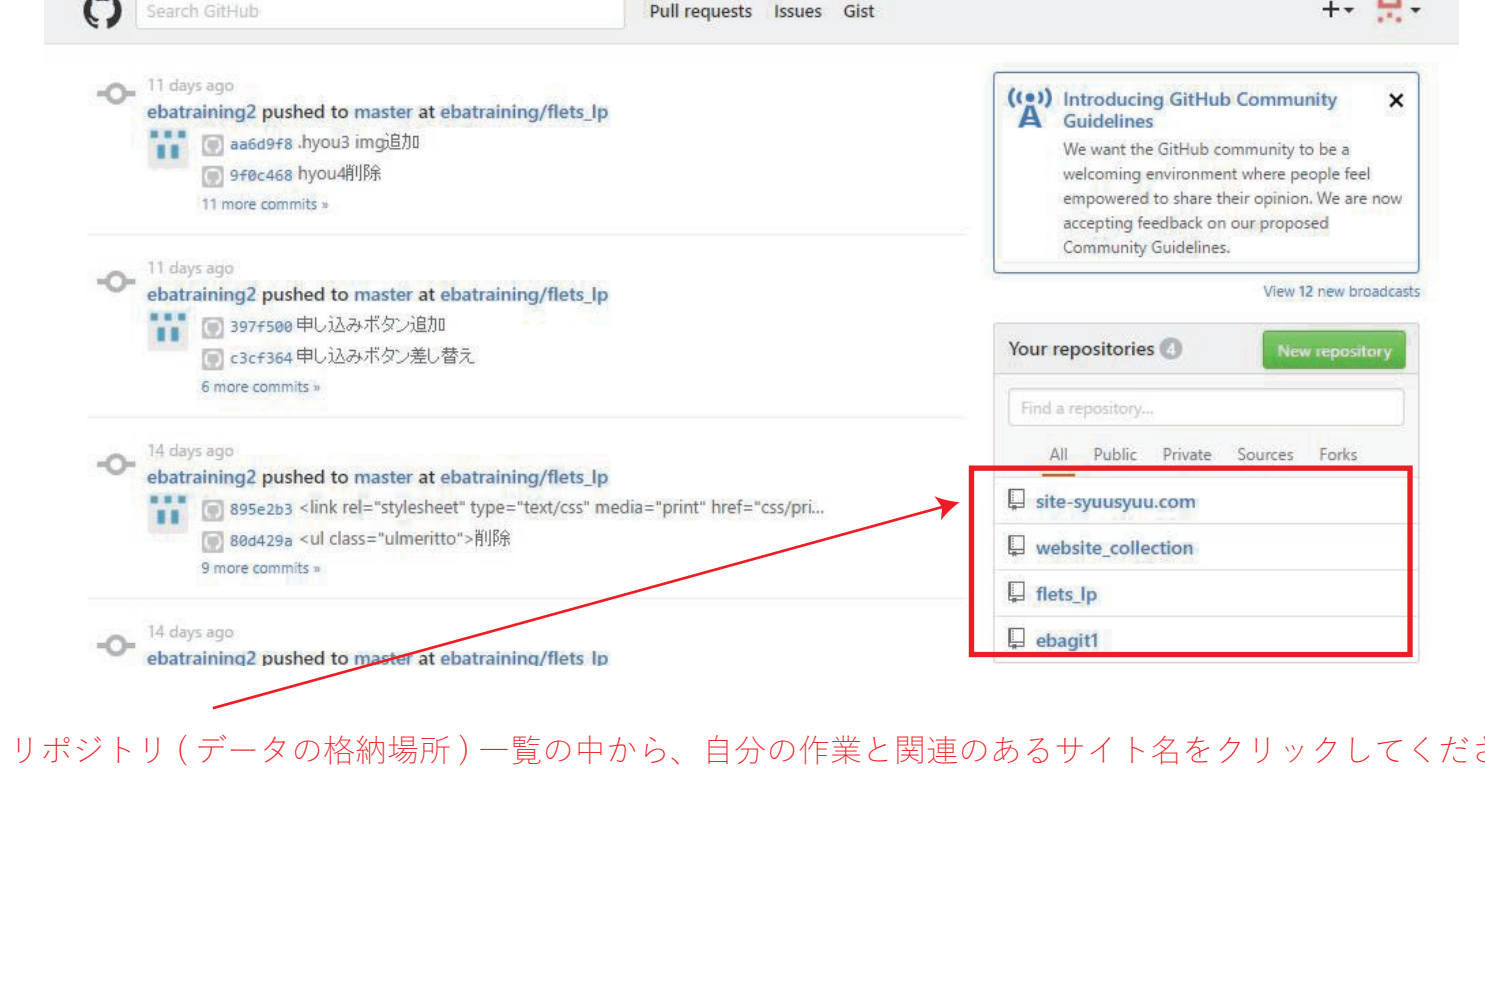 Search GitHub
Pull requests Issues Gist
11 days ago
ebatraining2 pushed to master at ebatraining/flets_lp
aa6d9f8 .hyou3 img追加
9f0c468 hyou4削除
11 more commits »
11 days ago
ebatraining2 pushed to master at ebatraining/flets_lp
397f500 申し込みボタン追加
c3cf364 申し込みボタン差し替え
6 more commits »
14 days ago
ebatraining2 pushed to master at ebatraining/flets_lp
895e2b3 <link rel="stylesheet" type="text/css" media="print" href="css/pri...
80d429a <ul class="ulmeritto">削除
9 more commits »
14 days ago
ebatraining2 pushed to master at ebatraining/flets_lp
Introducing GitHub Community
Guidelines
We want the GitHub community to be a
welcoming environment where people feel
empowered to share their opinion. We are now
accepting feedback on our proposed
Community Guidelines.
View 12 new broadcasts
Your repositories 4
New repository
Find a repository...
All Public Private Sources Forks
site-syuusyuu.com
website_collection
flets_lp
ebagit1
リポジトリ ( データの格納場所 ) 一覧の中から、自分の作業と関連のあるサイト名をクリックしてくださ